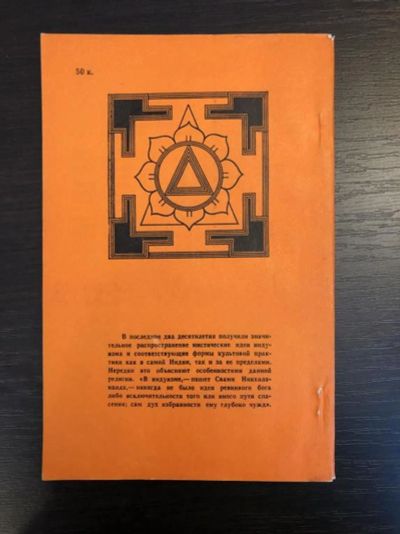 50 к.
В последние два десятилетия получили значи-
тельное распространение мистические идеи инду-
изма и соответствующие формы культовой прак-
тики как в самой Индии, так и за ее пределами.
Нередко это объясняют особенностями данной
религии. «В индуизме,— пишет Свами Никхила-
нанда,— никогда не было идеи ревнивого бога
либо исключительности того или иного пути спа-
сения; сам дух избранности ему глубоко чужд».